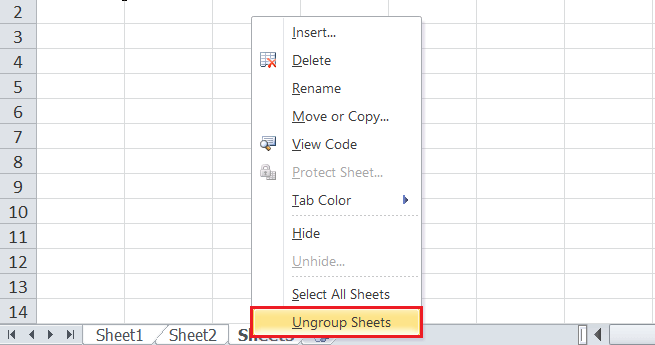 2
3
4
5
6
7
8
9
10
11
12
13
14
Insert...
Delete
Rename
Move or Copy...
View Code
Protect Sheet...
Tab Color
Hide
Unhide...
Select All Sheets
Ungroup Sheets
Sheet1 Sheet2 Sheets